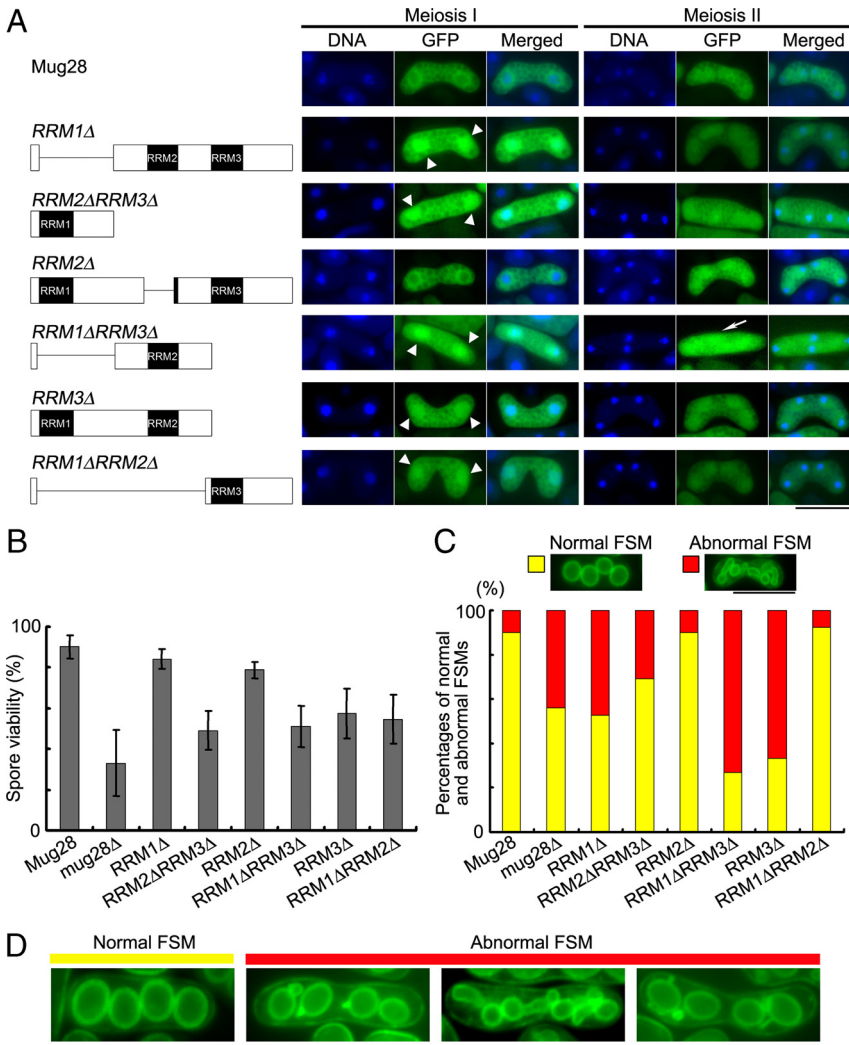 A
Meiosis I
Meiosis II
DNA GFP Merged DNA GFP Merged
Mug28
RRM1Δ
RRM2 RRM3
RRM2ΔRRM3Δ
RRM1
RRM2Δ
RRM1 RRM3
RRM1ΔRRM3Δ
RRM2
RRM3Δ
RRM1 RRM2
RRM1ΔRRM2Δ
RRM3
B
Spore viability (%)
100
0
Mug28 mug28Δ RRM1Δ RRM2ΔRRM3Δ RRM2Δ RRM1ΔRRM3Δ RRM3Δ RRM1ΔRRM2Δ
C
Normal FSM Abnormal FSM
(%)
Percentages of normal
and abnormal FSMs
100
0
Mug28 mug28Δ RRM1Δ RRM2ΔRRM3Δ RRM2Δ RRM1ΔRRM3Δ RRM3Δ RRM1ΔRRM2Δ
D
Normal FSM Abnormal FSM